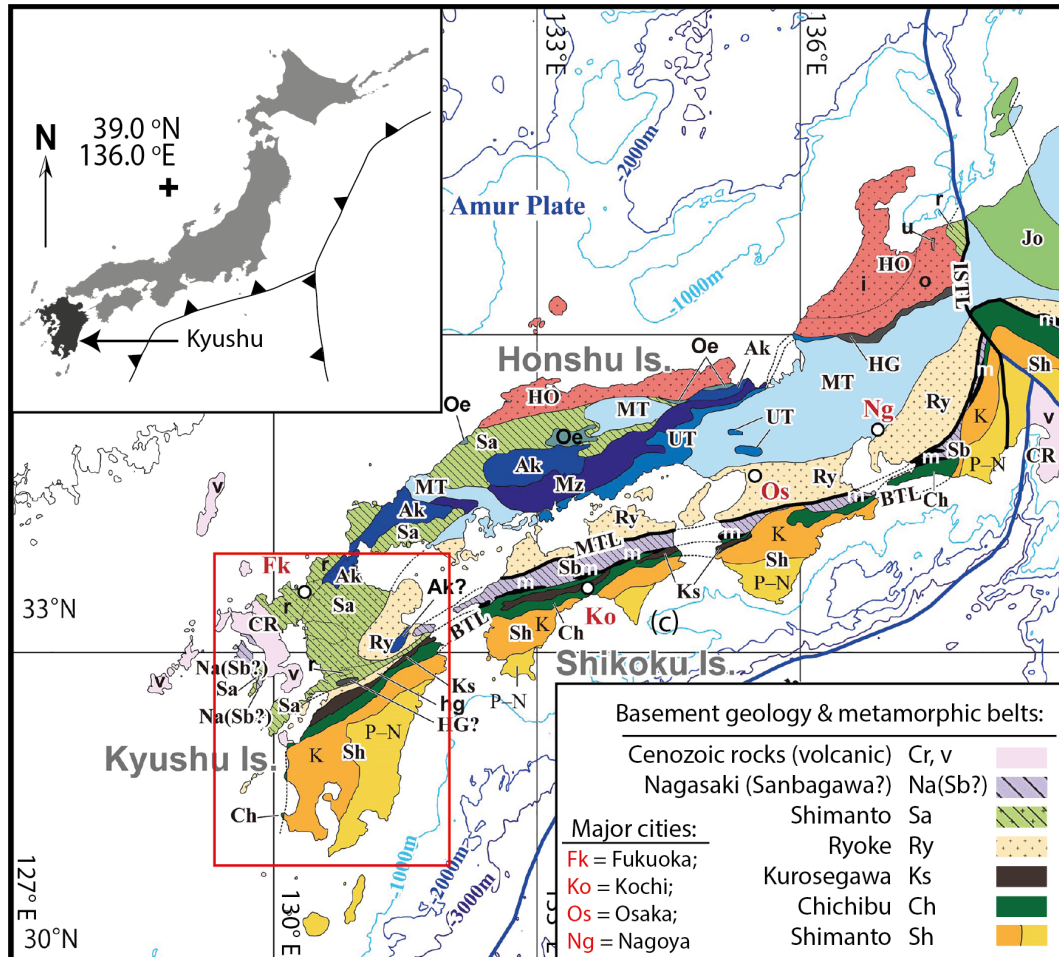 N
39.0 °N
136.0 °E
Kyushu
133°E
136°E
-2000m
Amur Plate
-1000m
r
u
HO
i
o
Jo
ISTL
m
Sh
HG
MT
Honshu Is.
Oe
Ak
HO
MT
Oe
Sa
Oe
UT
UT
Ng
Ry
K
m
v
CR
Ak
Mz
MT
Ak
Sa
Os
Ry
Sb
m
P–N
Ch
BTL
m
Ry
MTL
m
K
Sh
P–N
Fk
r
Ak
Ak?
Sb
m
m
m
Ks
33°N
r
Sa
CR
Ry
BTL
Ko
Ch
K
Sh
(c)
Shikoku Is.
Na(Sb?)
Sa
v
v
v
r
Na(Sb?)
Sa
Ks
hg
HG?
P–N
P–N
Kyushu Is.
K
Sh
Ch
-1000m
-2000m
-3000m
127° E
130° E
30°N
Basement geology & metamorphic belts:
Cenozoic rocks (volcanic) Cr, v
Nagasaki (Sanbagawa?) Na(Sb?)
Shimanto Sa
Ryoke Ry
Kurosegawa Ks
Chichibu Ch
Shimanto Sh
Major cities:
Fk = Fukuoka;
Ko = Kochi;
Os = Osaka;
Ng = Nagoya